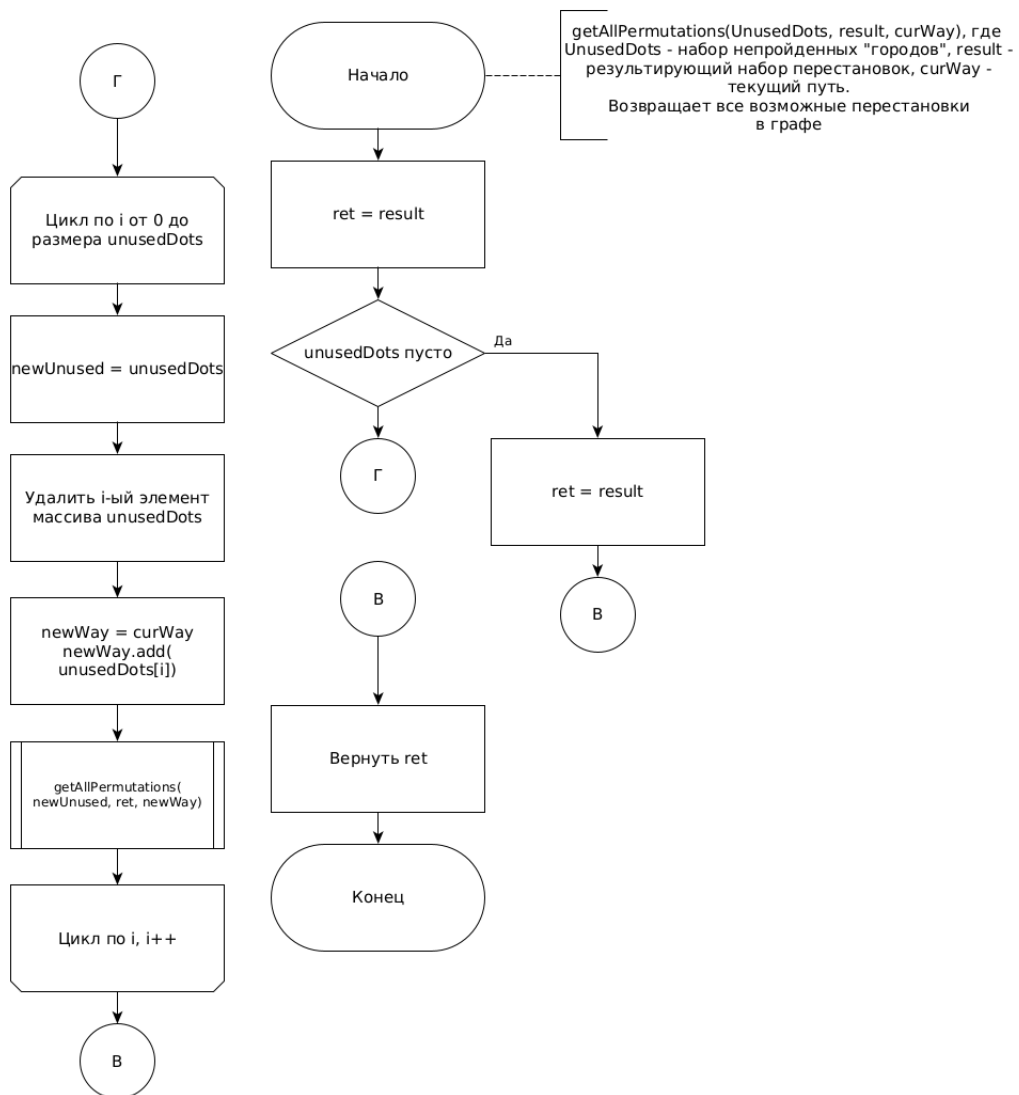 Начало
getAllPermutations(UnusedDots, result, curWay), где
UnusedDots - набор непройденных "городов", result -
результирующий набор перестановок, curWay -
текущий путь.
Возвращает все возможные перестановки
в графе
ret = result
unusedDots пусто
Да
Г
ret = result
В
В
Вернуть ret
Конец
Г
Цикл по i от 0 до
размера unusedDots
newUnused = unusedDots
Удалить i-ый элемент
массива unusedDots
newWay = curWay
newWay.add(
unusedDots[i])
getAllPermutations(
newUnused, ret, newWay)
Цикл по i, i++
В